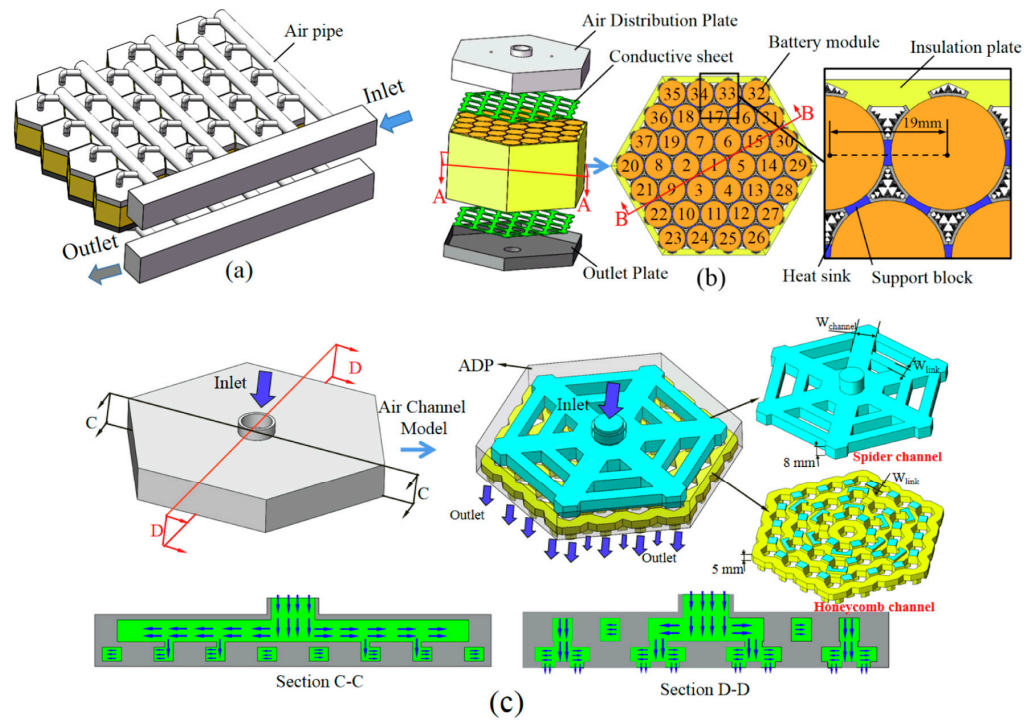 Air pipe
Inlet
Outlet
(a)
Air Distribution Plate
Conductive sheet
Battery module
Insulation plate
A
A
Outlet Plate
B
B
35 34 33 32
36 18 17 16 31
37 19 7 6 15 30
20 8 2 1 5 14 29
21 9 3 4 13 28
22 10 11 12 27
23 24 25 26
19mm
Heat sink
Support block
(b)
Inlet
D
D
C
C
Air Channel
Model
ADP
Inlet
Outlet
Outlet
Wchannel
Wlink
8 mm
Spider channel
Wlink
5 mm
Honeycomb channel
Section C-C
Section D-D
(c)